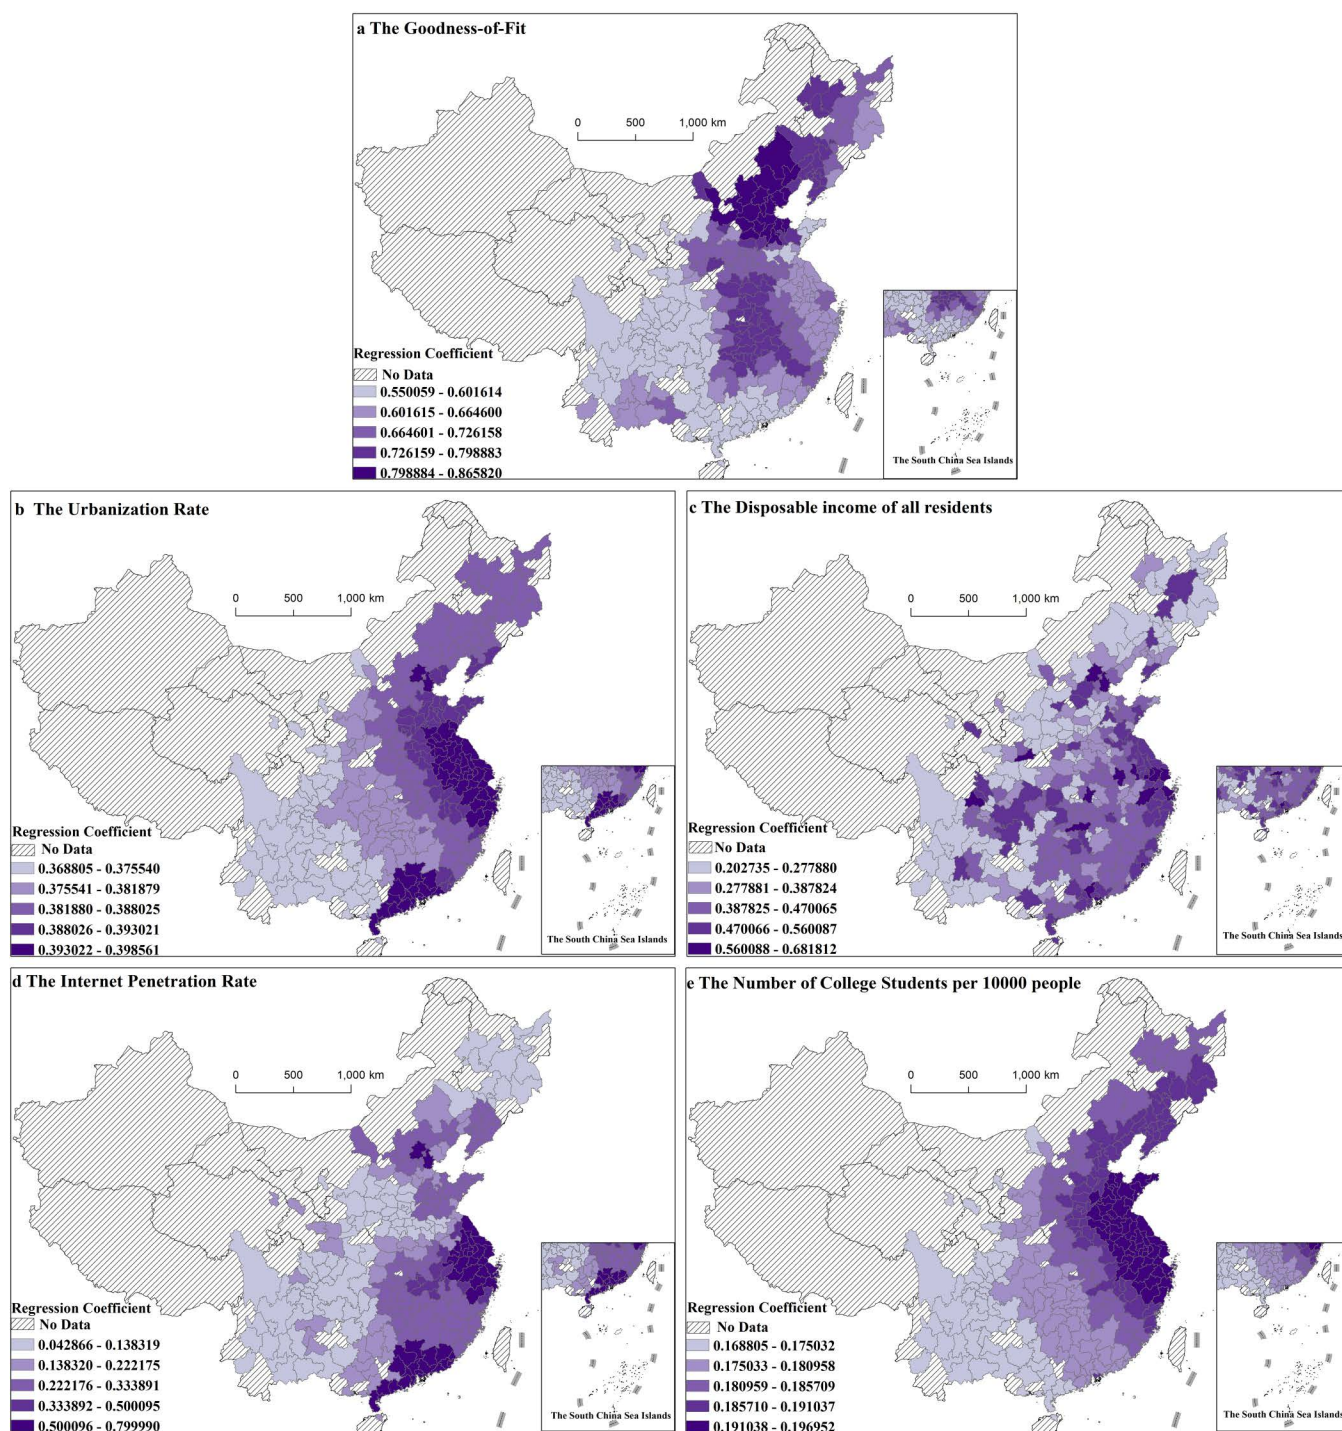 a The Goodness-of-Fit
0 500 1,000 km
Regression Coefficient
No Data
0.550059 - 0.601614
0.601615 - 0.664600
0.664601 - 0.726158
0.726159 - 0.798883
0.798884 - 0.865820
The South China Sea Islands
b The Urbanization Rate
0 500 1,000 km
Regression Coefficient
No Data
0.368805 - 0.375540
0.375541 - 0.381879
0.381880 - 0.388025
0.388026 - 0.393021
0.393022 - 0.398561
The South China Sea Islands
c The Disposable income of all residents
0 500 1,000 km
Regression Coefficient
No Data
0.202735 - 0.277880
0.277881 - 0.387824
0.387825 - 0.470065
0.470066 - 0.560087
0.560088 - 0.681812
The South China Sea Islands
d The Internet Penetration Rate
0 500 1,000 km
Regression Coefficient
No Data
0.042866 - 0.138319
0.138320 - 0.222175
0.222176 - 0.333891
0.333892 - 0.500095
0.500096 - 0.799990
The South China Sea Islands
e The Number of College Students per 10000 people
0 500 1,000 km
Regression Coefficient
No Data
0.168805 - 0.175032
0.175033 - 0.180958
0.180959 - 0.185709
0.185710 - 0.191037
0.191038 - 0.196952
The South China Sea Islands